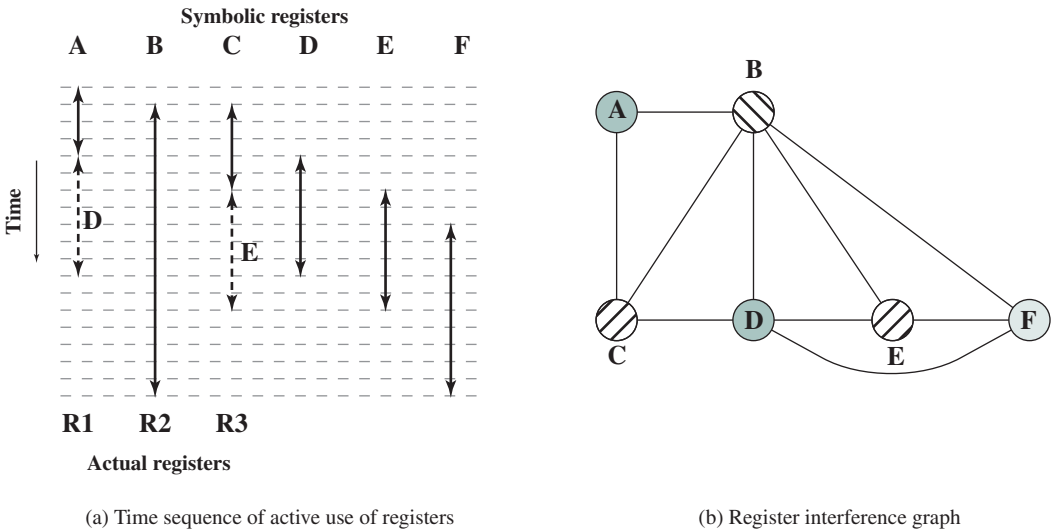 Symbolic registers
A B C D E F
Time
D
E
R1 R2 R3
Actual registers
(a) Time sequence of active use of registers
B
A
D
F
C
E
(b) Register interference graph